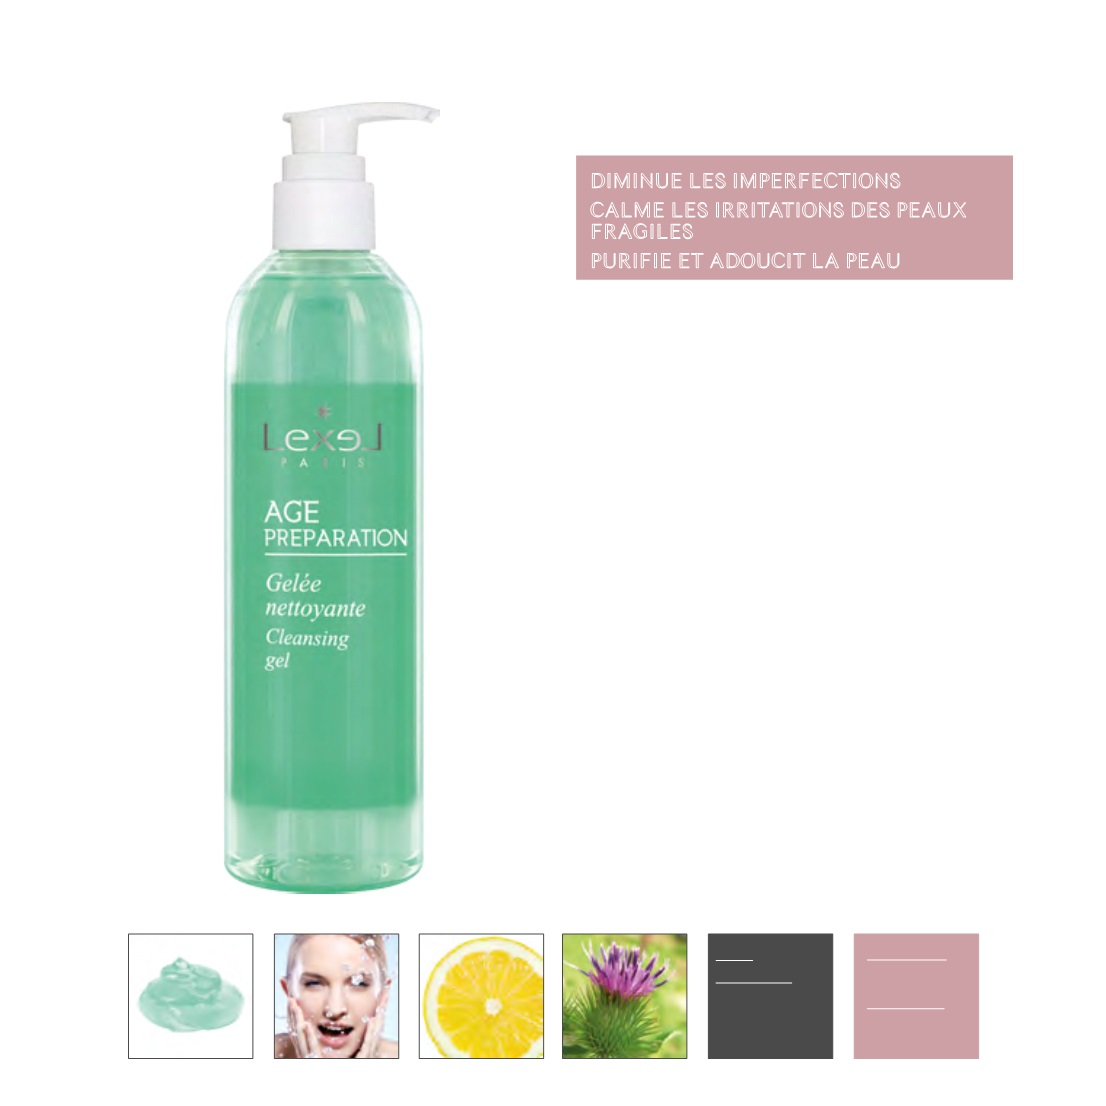 DIMINUE LES IMPERFECTIONS
CALME LES IRRITATIONS DES PEAUX
FRAGILES
PURIFIE ET ADOUCIT LA PEAU
Lexel
PARIS
AGE
PREPARATION
Gelée
nettoyante
Cleansing
gel